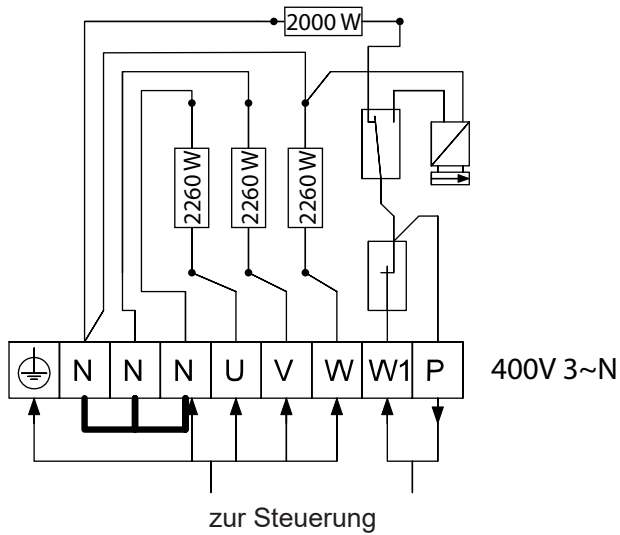 2000 W
2260 W
2260 W
2260 W
N N N U V W W1 P
400V 3~N
zur Steuerung